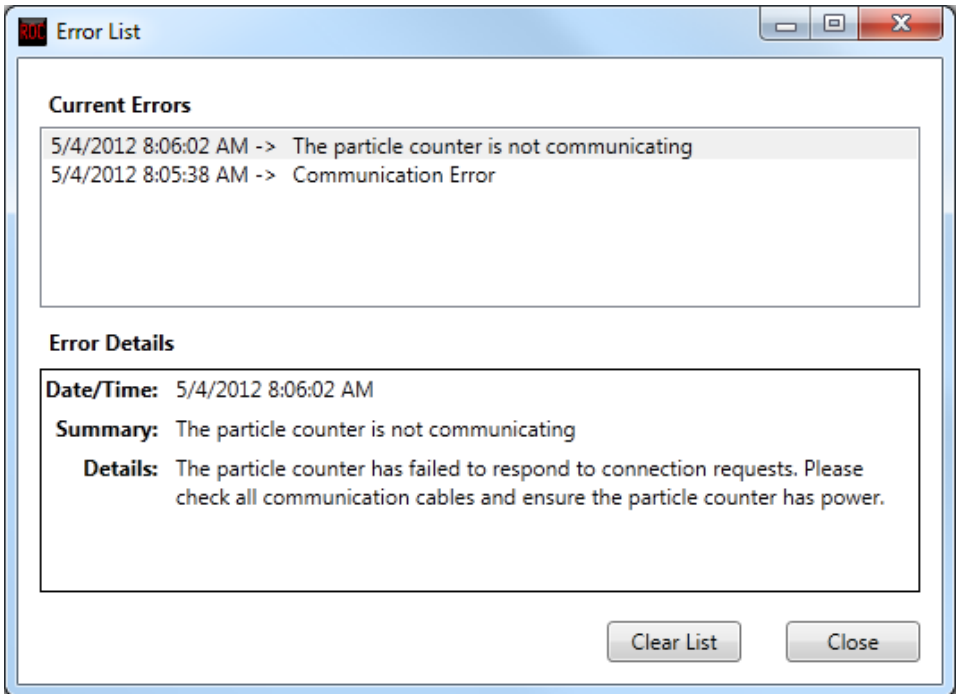 ROC Error List
Current Errors
5/4/2012 8:06:02 AM -> The particle counter is not communicating
5/4/2012 8:05:38 AM -> Communication Error
Error Details
Date/Time: 5/4/2012 8:06:02 AM
Summary: The particle counter is not communicating
Details: The particle counter has failed to respond to connection requests. Please
check all communication cables and ensure the particle counter has power.
Clear List Close